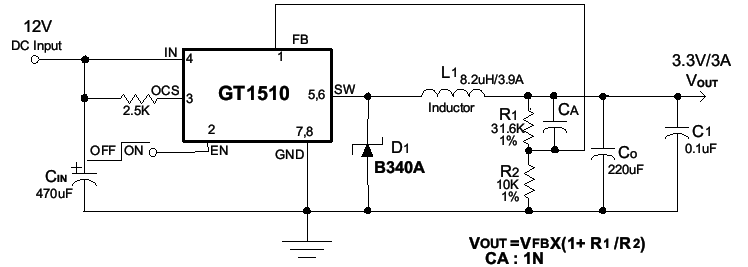 12V
DC Input
IN
4
1
FB
OCS
3
2.5K
GT1510
5,6
SW
L1 8.2uH/3.9A
Inductor
3.3V/3A
VOUT
2
EN
OFF
ON
7,8
GND
CIN
470uF
D1
B340A
R1
31.6K
1%
CA
R2
10K
1%
Co
220uF
C1
0.1uF
VOUT =VFBX(1+ R1 /R2)
CA : 1N